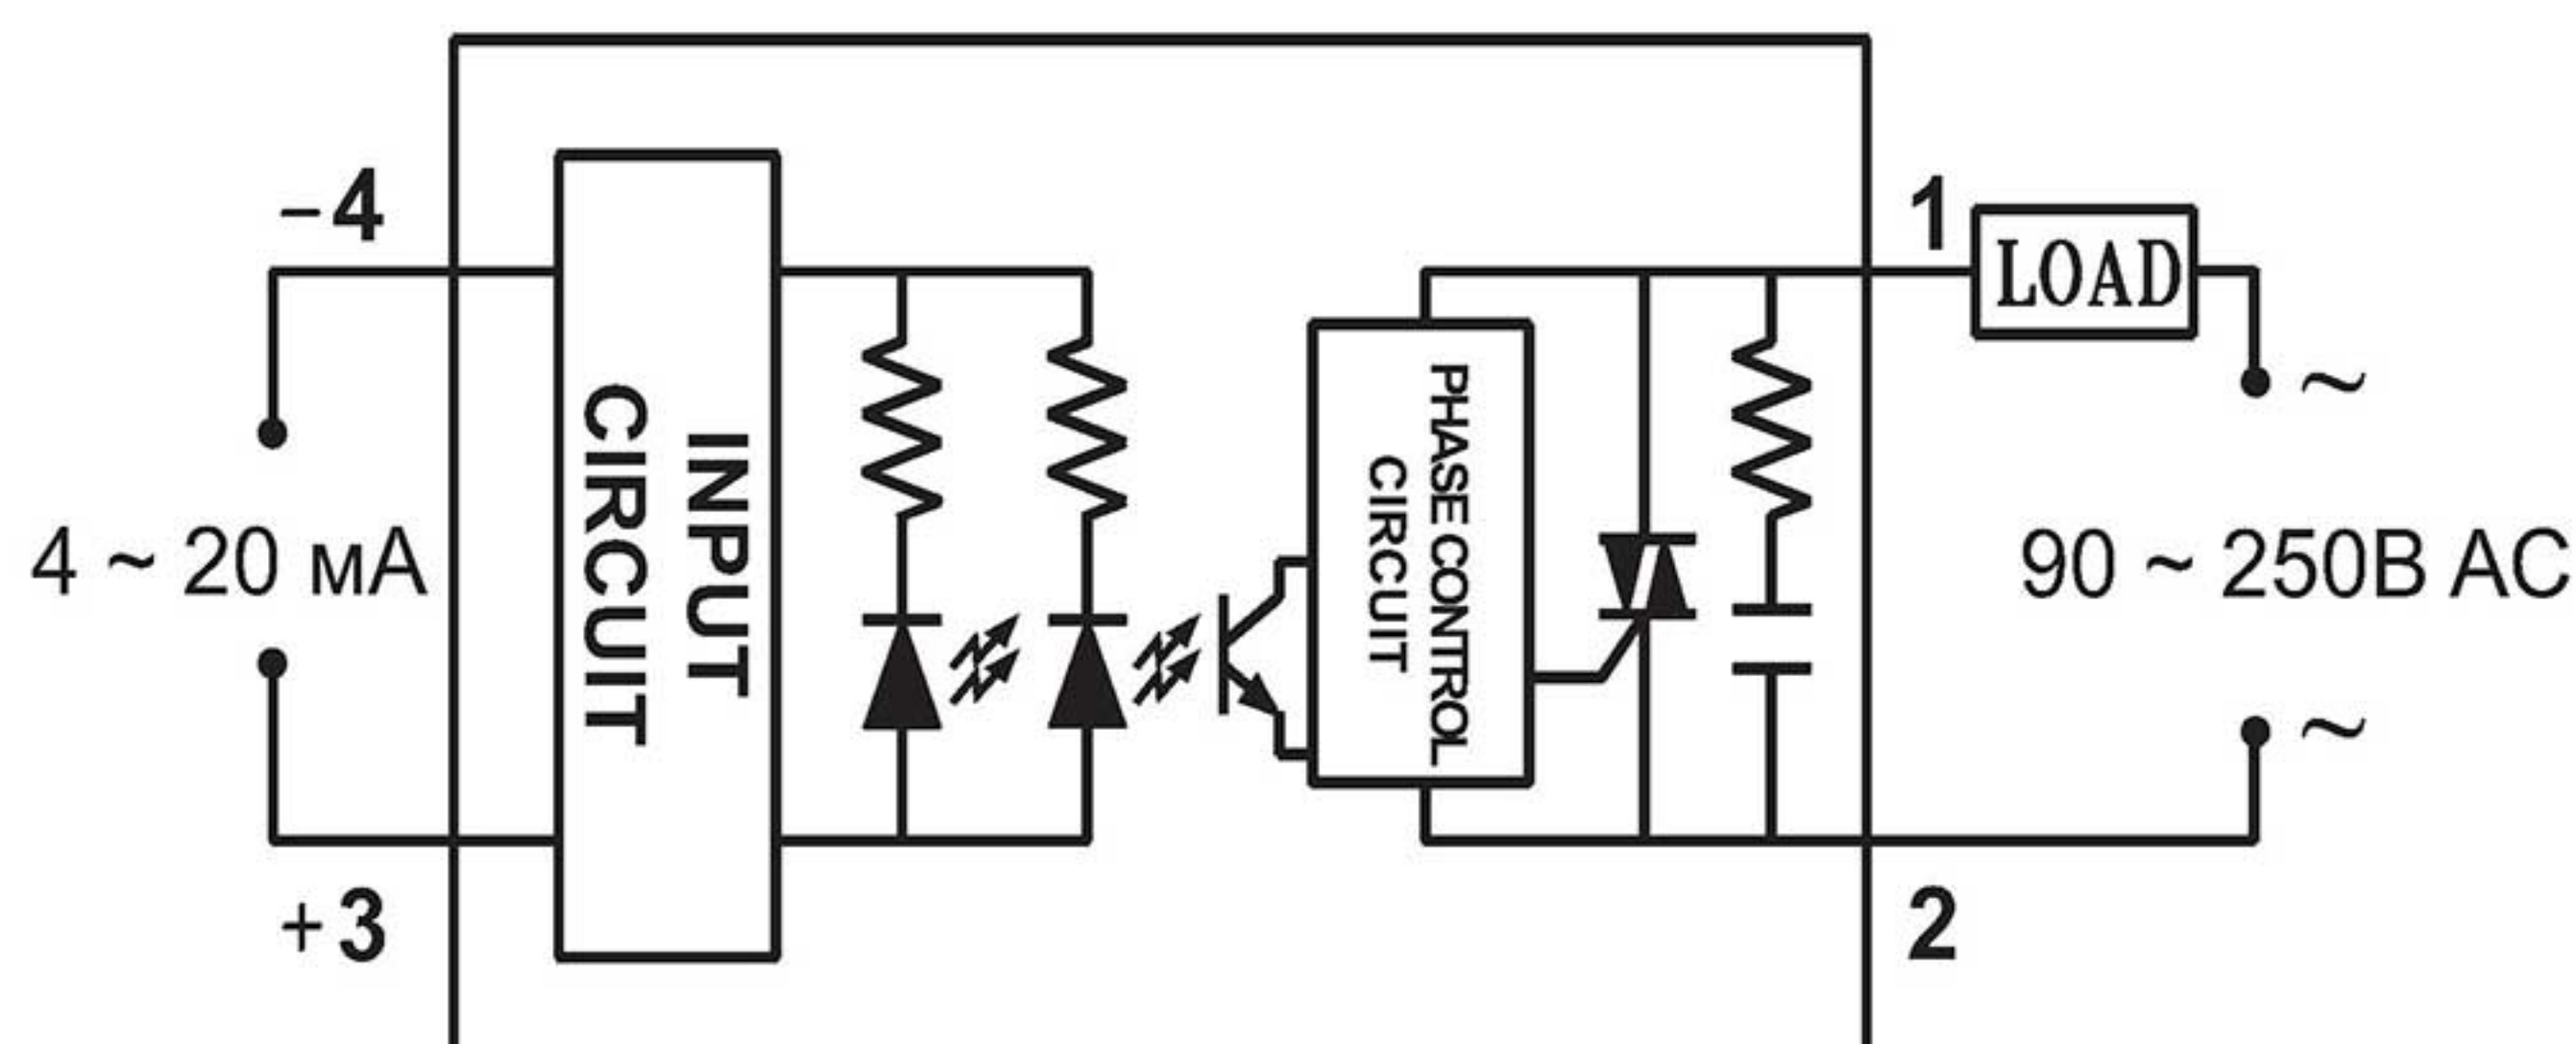 −4
+3
4 ~ 20 мА
INPUT
CIRCUIT
PHASE CONTROL
CIRCUIT
1
LOAD
~
90 ~ 250В AC
~
2